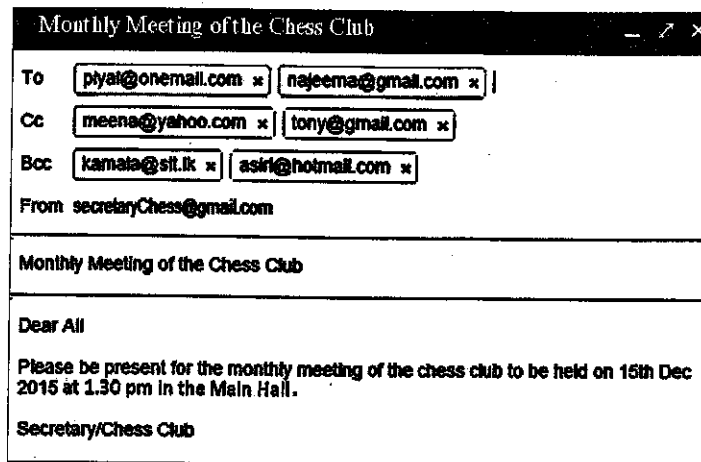 Monthly Meeting of the Chess Club
To piyal@onemail.com × najeema@gmail.com ×
Cc meena@yahoo.com × tony@gmail.com ×
Bcc kamala@slt.lk × asiri@hotmail.com ×
From secretaryChess@gmail.com
Monthly Meeting of the Chess Club
Dear All
Please be present for the monthly meeting of the chess club to be held on 15th Dec
2015 at 1.30 pm in the Main Hall.
Secretary/Chess Club